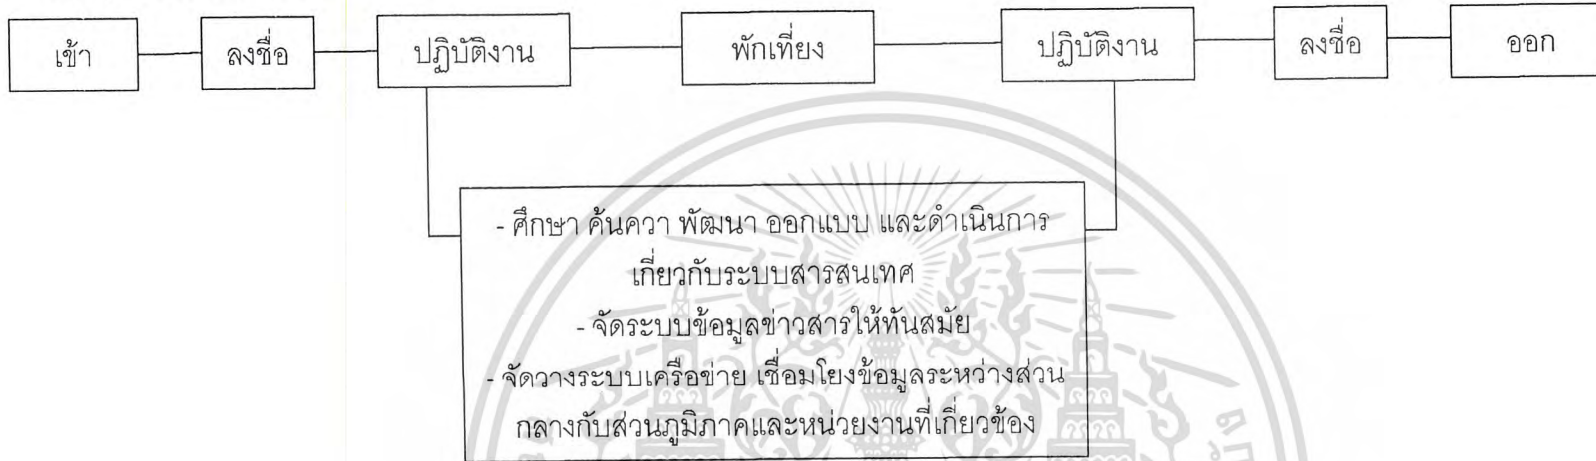 เข้า
ลงชื่อ
ปฏิบัติงาน
พักเที่ยง
ปฏิบัติงาน
ลงชื่อ
ออก
- ศึกษา ค้นควา พัฒนา ออกแบบ และดำเนินการ
เกี่ยวกับระบบสารสนเทศ
- จัดระบบข้อมูลข่าวสารให้ทันสมัย
- จัดวางระบบเครือข่าย เชื่อมโยงข้อมูลระหว่างส่วน
กลางกับส่วนภูมิภาคและหน่วยงานที่เกี่ยวข้อง